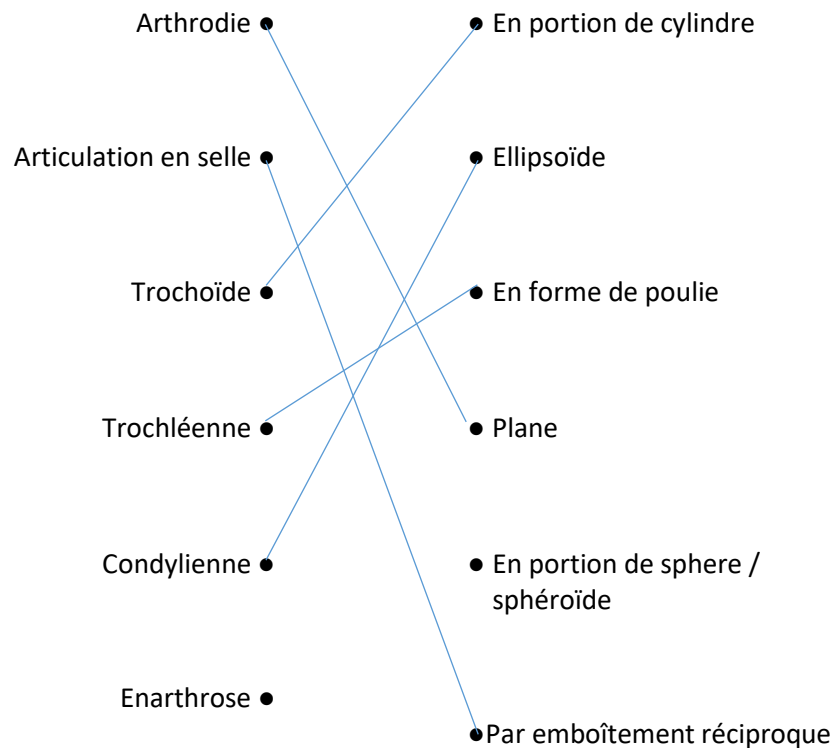 Arthrodie ● ● En portion de cylindre
Articulation en selle ● ● Ellipsoïde
Trochoïde ● ● En forme de poulie
Trochléenne ● ● Plane
Condylienne ● ● En portion de sphere /
sphéroïde
Enarthrose ●
●Par emboîtement réciproque